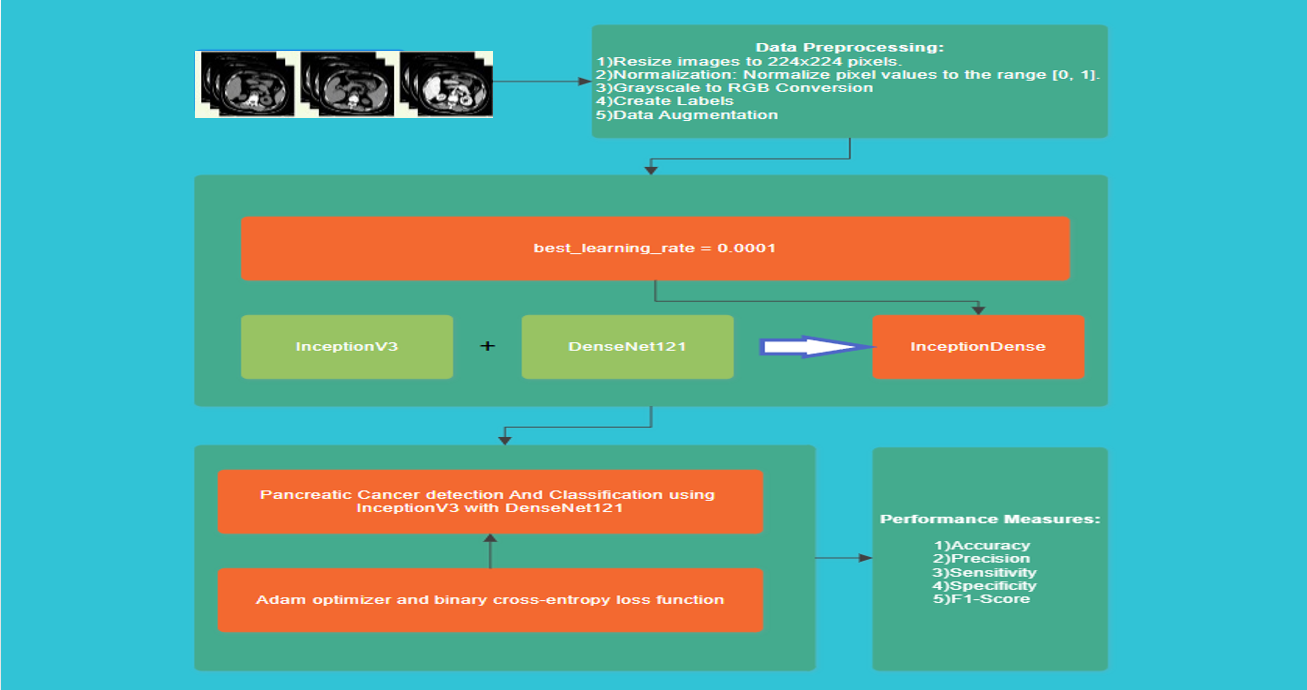 Data Preprocessing:
1)Resize images to 224x224 pixels.
2)Normalization: Normalize pixel values to the range [0, 1].
3)Grayscale to RGB Conversion
4)Create Labels
5)Data Augmentation
best_learning_rate = 0.0001
InceptionV3
+
DenseNet121
InceptionDense
Pancreatic Cancer detection And Classification using
InceptionV3 with DenseNet121
Adam optimizer and binary cross-entropy loss function
Performance Measures:
1)Accuracy
2)Precision
3)Sensitivity
4)Specificity
5)F1-Score